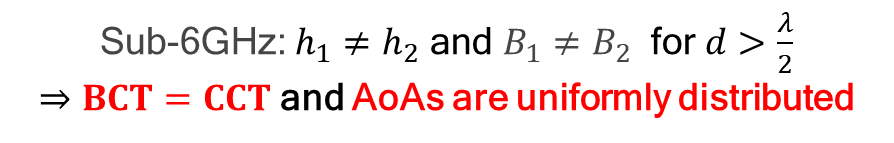 Sub-6GHz: h₁ ≠ h₂ and B₁ ≠ B₂ for d > λ/2
⇒ BCT = CCT and AoAs are uniformly distributed